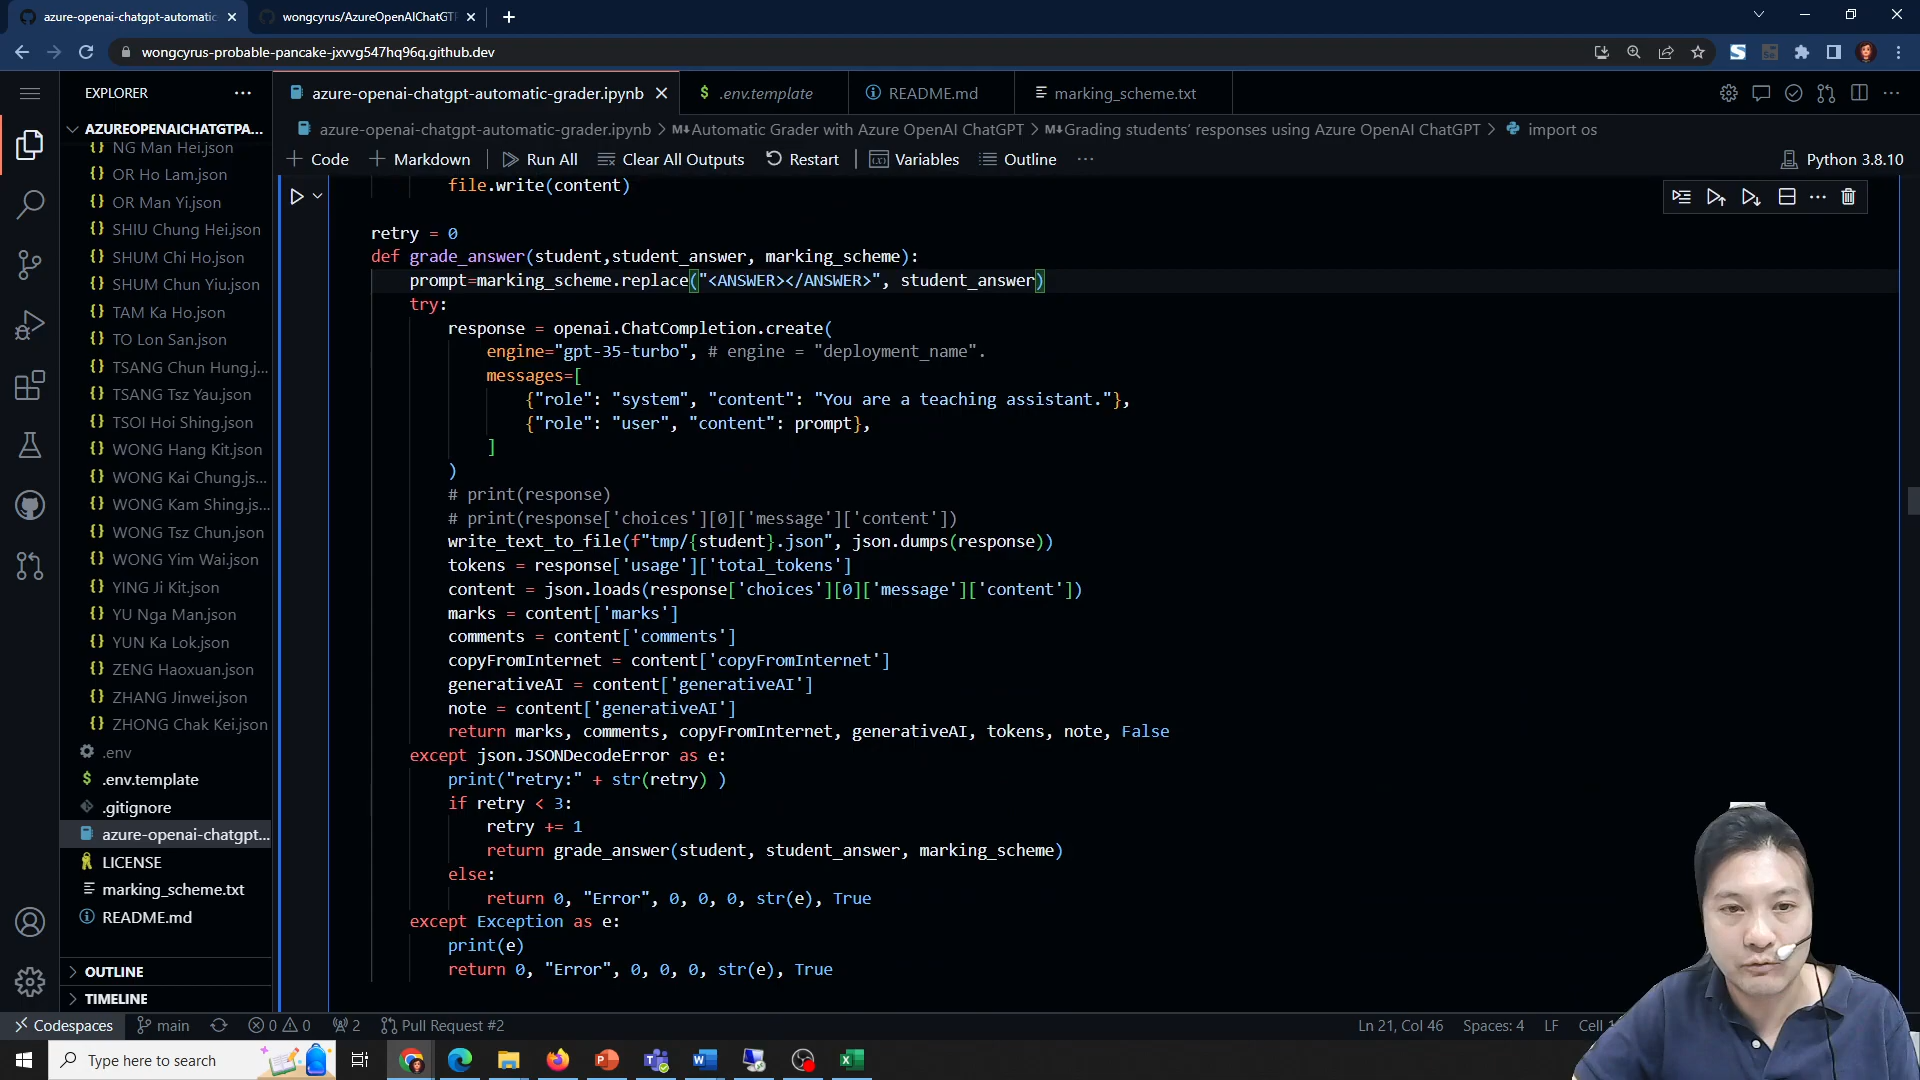 azure-openai-chatgpt-automatic
wongcyrus/AzureOpenAIChatGTP
wongcyrus-probable-pancake-jxvvg547hq96q.github.dev
EXPLORER
azure-openai-chatgpt-automatic-grader.ipynb
.env.template
README.md
marking_scheme.txt
AZUREOPENAICHATGTPA...
azure-openai-chatgpt-automatic-grader.ipynb > Automatic Grader with Azure OpenAI ChatGPT > Grading students' responses using Azure OpenAI ChatGPT > import os
Code
Markdown
Run All
Clear All Outputs
Restart
Variables
Outline
Python 3.8.10
NG Man Hei.json
OR Ho Lam.json
OR Man Yi.json
SHIU Chung Hei.json
SHUM Chi Ho.json
SHUM Chun Yiu.json
TAM Ka Ho.json
TO Lon San.json
TSANG Chun Hung.j...
TSANG Tsz Yau.json
TSOI Hoi Shing.json
WONG Hang Kit.json
WONG Kai Chung.js...
WONG Kam Shing.js...
WONG Tsz Chun.json
WONG Yim Wai.json
YING Ji Kit.json
YU Nga Man.json
YUN Ka Lok.json
ZENG Haoxuan.json
ZHANG Jinwei.json
ZHONG Chak Kei.json
.env
.env.template
.gitignore
azure-openai-chatgpt...
LICENSE
marking_scheme.txt
README.md
OUTLINE
TIMELINE
file.write(content)
retry = 0
def grade_answer(student,student_answer, marking_scheme):
prompt=marking_scheme.replace("<ANSWER></ANSWER>", student_answer)
try:
response = openai.ChatCompletion.create(
engine="gpt-35-turbo", # engine = "deployment_name".
messages=[
{"role": "system", "content": "You are a teaching assistant."},
{"role": "user", "content": prompt},
]
)
# print(response)
# print(response['choices'][0]['message']['content'])
write_text_to_file(f"tmp/{student}.json", json.dumps(response))
tokens = response['usage']['total_tokens']
content = json.loads(response['choices'][0]['message']['content'])
marks = content['marks']
comments = content['comments']
copyFromInternet = content['copyFromInternet']
generativeAI = content['generativeAI']
note = content['generativeAI']
return marks, comments, copyFromInternet, generativeAI, tokens, note, False
except json.JSONDecodeError as e:
print("retry:" + str(retry) )
if retry < 3:
retry += 1
return grade_answer(student, student_answer, marking_scheme)
else:
return 0, "Error", 0, 0, 0, str(e), True
except Exception as e:
print(e)
return 0, "Error", 0, 0, 0, str(e), True
Codespaces
main
0
0
2
Pull Request #2
Ln 21, Col 46
Spaces: 4
LF
Cell
Type here to search